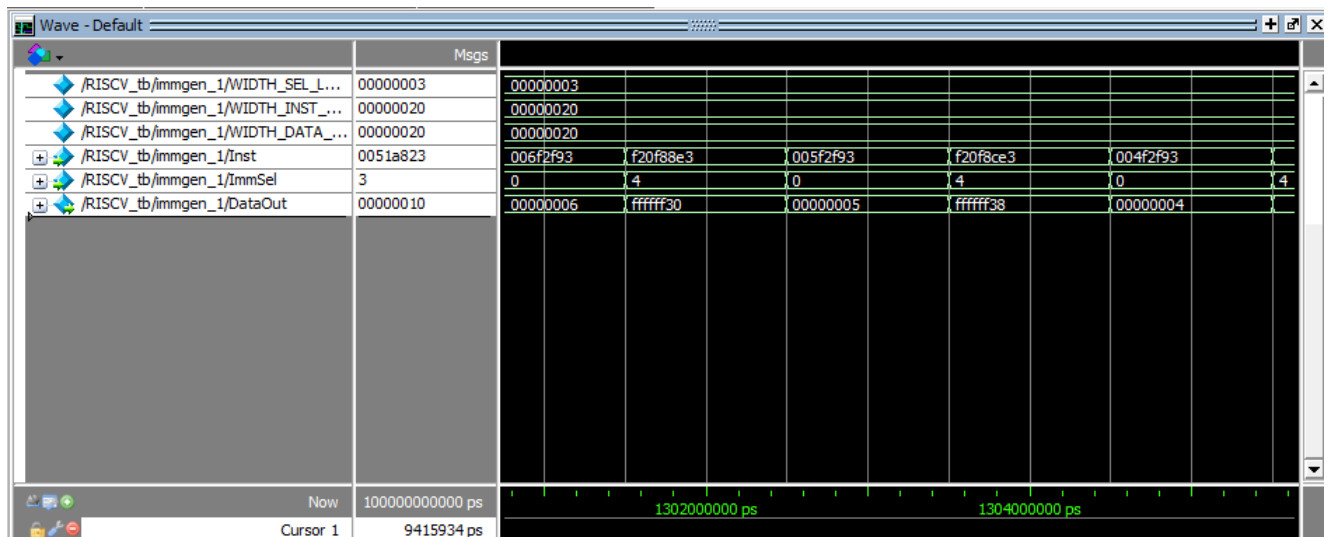 Wave - Default
Msgs
/RISCV_tb/immgen_1/WIDTH_SEL_L... 00000003 00000003
/RISCV_tb/immgen_1/WIDTH_INST_... 00000020 00000020
/RISCV_tb/immgen_1/WIDTH_DATA_... 00000020 00000020
/RISCV_tb/immgen_1/Inst 0051a823 006f2f93 f20f88e3 005f2f93 f20f8ce3 004f2f93
/RISCV_tb/immgen_1/ImmSel 3 0 4 0 4 0 4
/RISCV_tb/immgen_1/DataOut 00000010 00000006 ffffff30 00000005 ffffff38 00000004
Now 100000000000 ps 1302000000 ps 1304000000 ps
Cursor 1 9415934 ps